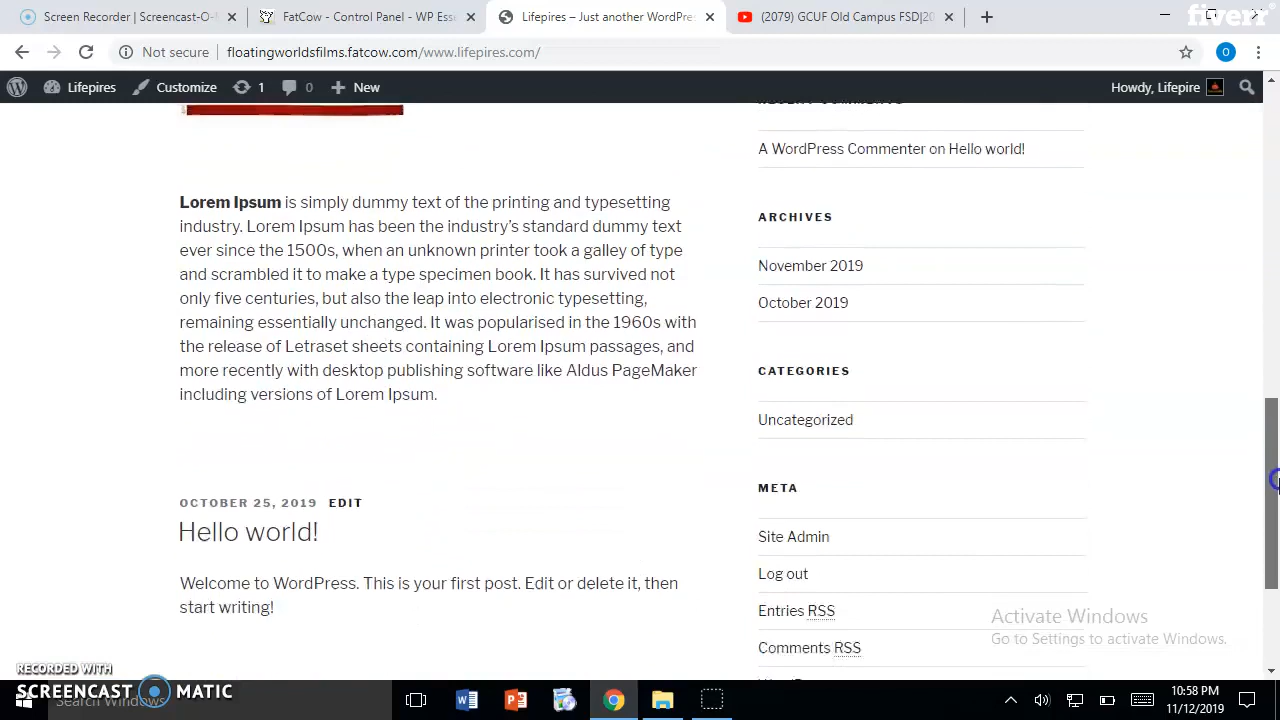 Screen Recorder | Screencast-O-
FatCow - Control Panel - WP Esse
Lifepires – Just another WordPre
(2079) GCUF Old Campus FSD|20
fiverr
Not secure
floatingworldsfilms.fatcow.com/www.lifepires.com/
O
Lifepires
Customize
1
0
New
Howdy, Lifepire
RECENT COMMENTS
A WordPress Commenter on Hello world!
Lorem Ipsum is simply dummy text of the printing and typesetting
industry. Lorem Ipsum has been the industry's standard dummy text
ever since the 1500s, when an unknown printer took a galley of type
and scrambled it to make a type specimen book. It has survived not
only five centuries, but also the leap into electronic typesetting,
remaining essentially unchanged. It was popularised in the 1960s with
the release of Letraset sheets containing Lorem Ipsum passages, and
more recently with desktop publishing software like Aldus PageMaker
including versions of Lorem Ipsum.
ARCHIVES
November 2019
October 2019
CATEGORIES
Uncategorized
OCTOBER 25, 2019 EDIT
Hello world!
Welcome to WordPress. This is your first post. Edit or delete it, then
start writing!
META
Site Admin
Log out
Entries RSS
Comments RSS
Activate Windows
Go to Settings to activate Windows.
RECORDED WITH
SCREENCAST MATIC
Search Windows
10:58 PM
11/12/2019